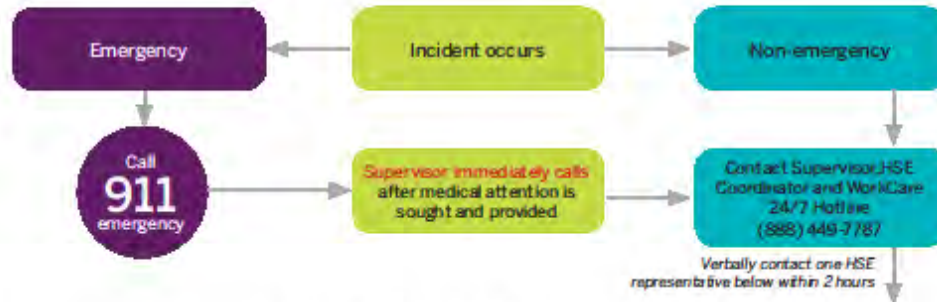 Emergency
Incident occurs
Non-emergency
Call
911
emergency
Supervisor immediately calls
after medical attention is
sought and provided
Contact Supervisor,HSE
Coordinator and WorkCare
24/7 Hotline
(888) 449-7787
Verbally contact one HSE
representative below within 2 hours